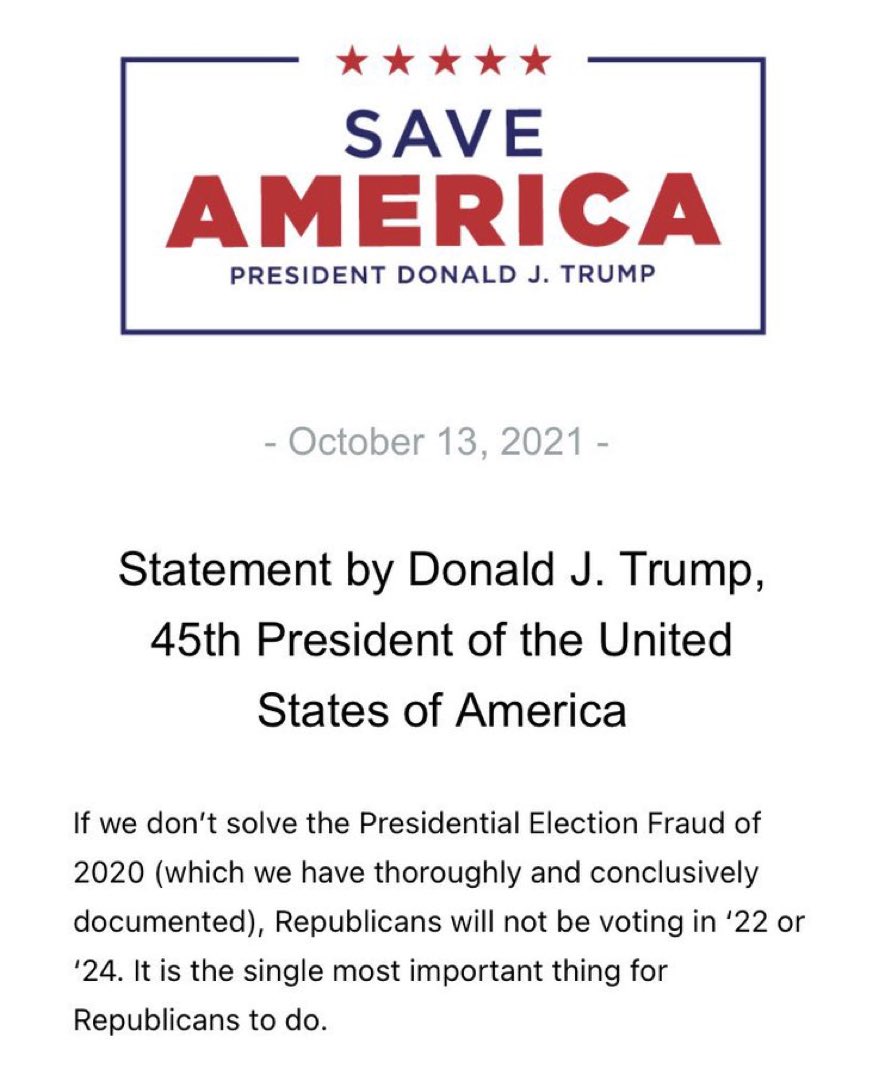 SAVE
AMERICA
PRESIDENT DONALD J. TRUMP
- October 13, 2021 -
Statement by Donald J. Trump,
45th President of the United
States of America
If we don’t solve the Presidential Election Fraud of
2020 (which we have thoroughly and conclusively
documented), Republicans will not be voting in ‘22 or
‘24. It is the single most important thing for
Republicans to do.